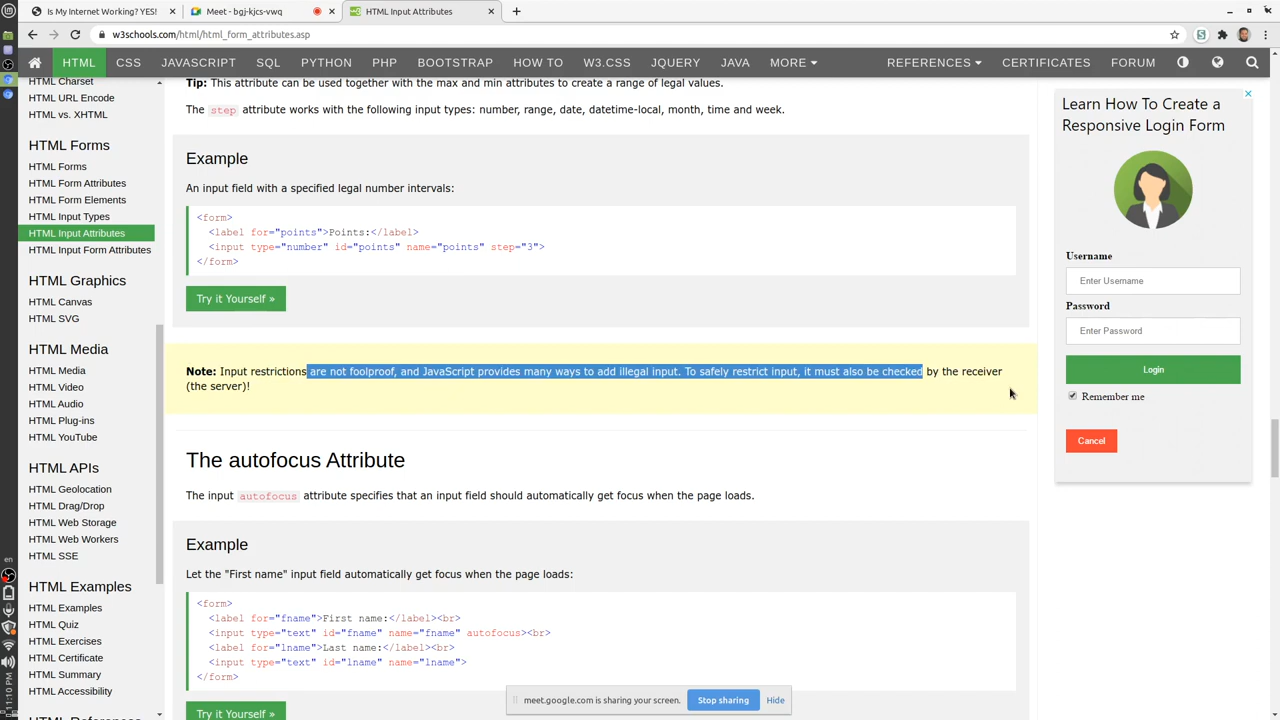 Is My Internet Working? YES!
Meet - bgj-kjcs-vwq
HTML Input Attributes
w3schools.com/html/html_form_attributes.asp
HTML CSS JAVASCRIPT SQL PYTHON PHP BOOTSTRAP HOW TO W3.CSS JQUERY JAVA MORE REFERENCES CERTIFICATES FORUM
HTML Charset
HTML URL Encode
HTML vs. XHTML
HTML Forms
HTML Forms
HTML Form Attributes
HTML Form Elements
HTML Input Types
HTML Input Attributes
HTML Input Form Attributes
HTML Graphics
HTML Canvas
HTML SVG
HTML Media
HTML Media
HTML Video
HTML Audio
HTML Plug-ins
HTML YouTube
HTML APIs
HTML Geolocation
HTML Drag/Drop
HTML Web Storage
HTML Web Workers
HTML SSE
HTML Examples
HTML Examples
HTML Quiz
HTML Exercises
HTML Certificate
HTML Summary
HTML Accessibility
HTML References
Tip: This attribute can be used together with the max and min attributes to create a range of legal values.
The step attribute works with the following input types: number, range, date, datetime-local, month, time and week.
Example
An input field with a specified legal number intervals:
<form>
<label for="points">Points:</label>
<input type="number" id="points" name="points" step="3">
</form>
Try it Yourself »
Note: Input restrictions are not foolproof, and JavaScript provides many ways to add illegal input. To safely restrict input, it must also be checked by the receiver
(the server)!
The autofocus Attribute
The input autofocus attribute specifies that an input field should automatically get focus when the page loads.
Example
Let the "First name" input field automatically get focus when the page loads:
<form>
<label for="fname">First name:</label><br>
<input type="text" id="fname" name="fname" autofocus><br>
<label for="lname">Last name:</label><br>
<input type="text" id="lname" name="lname">
</form>
Try it Yourself »
Learn How To Create a
Responsive Login Form
Username
Enter Username
Password
Enter Password
Login
Remember me
Cancel
meet.google.com is sharing your screen.
Stop sharing
Hide
en
11:10 PM